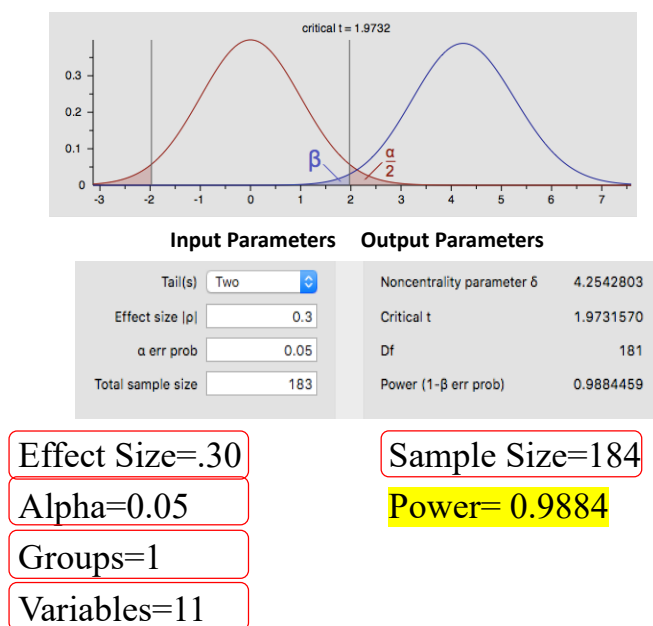 critical t = 1.9732
0.3
0.2
0.1
0
β
α
2
-3 -2 -1 0 1 2 3 4 5 6 7
Input Parameters Output Parameters
Tail(s) Two Noncentrality parameter δ 4.2542803
Effect size |ρ| 0.3 Critical t 1.9731570
α err prob 0.05 Df 181
Total sample size 183 Power (1-β err prob) 0.9884459
Effect Size=.30 Sample Size=184
Alpha=0.05 Power= 0.9884
Groups=1
Variables=11